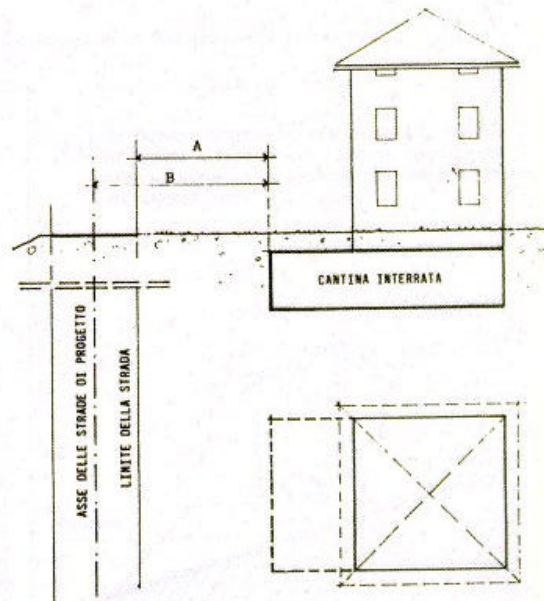 A
B
CANTINA INTERRATA
ASSE DELLE STRADE DI PROGETTO
LIMITE DELLA STRADA